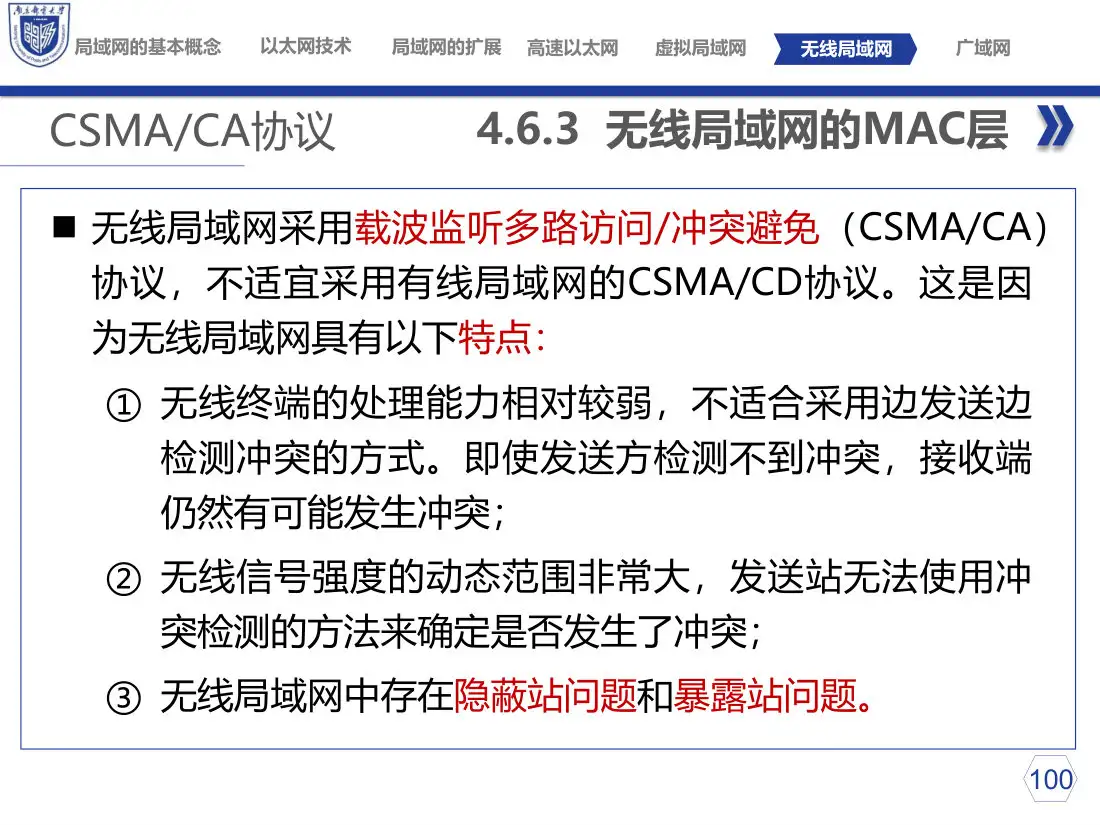 局域网的基本概念 以太网技术 局域网的扩展 高速以太网 虚拟局域网 无线局域网 广域网
CSMA/CA协议 4.6.3 无线局域网的MAC层
■ 无线局域网采用载波监听多路访问/冲突避免（CSMA/CA）
协议，不适宜采用有线局域网的CSMA/CD协议。这是因
为无线局域网具有以下特点：
① 无线终端的处理能力相对较弱，不适合采用边发送边
检测冲突的方式。即使发送方检测不到冲突，接收端
仍然有可能发生冲突；
② 无线信号强度的动态范围非常大，发送站无法使用冲
突检测的方法来确定是否发生了冲突；
③ 无线局域网中存在隐蔽站问题和暴露站问题。
100